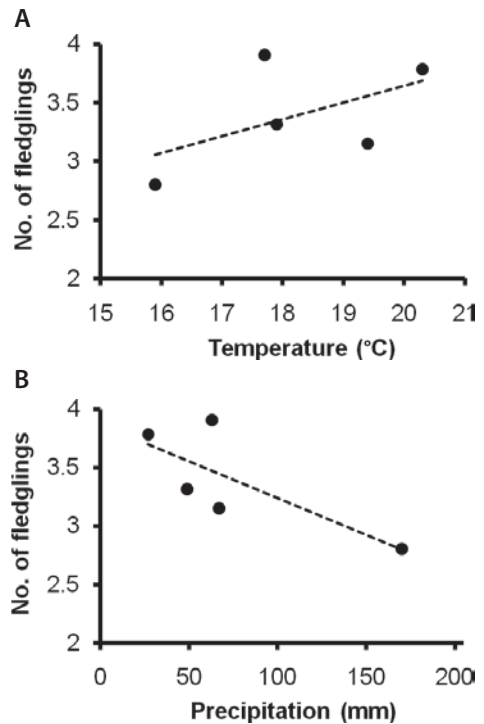 A
No. of fledglings
4
3.5
3
2.5
2
15 16 17 18 19 20 21
Temperature (°C)
B
No. of fledglings
4
3.5
3
2.5
2
0 50 100 150 200
Precipitation (mm)